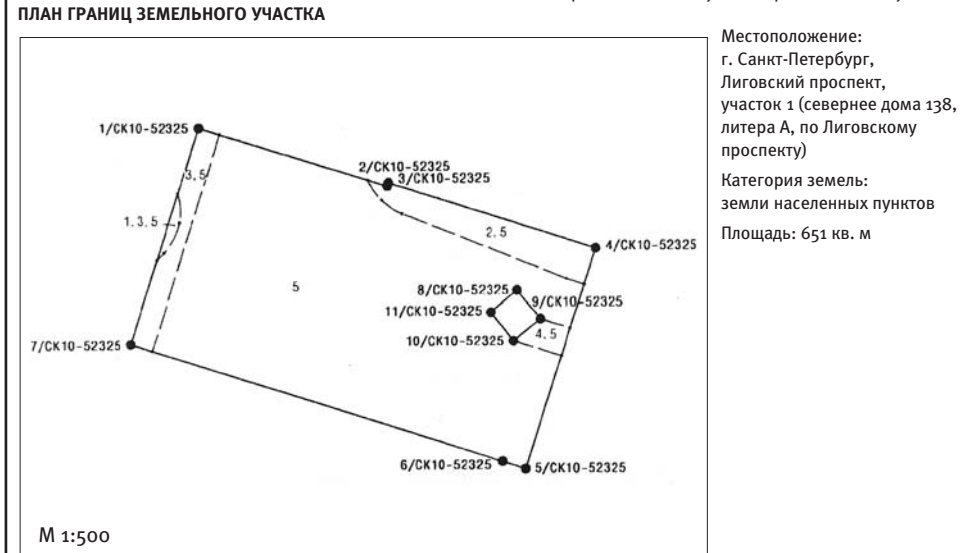 ПЛАН ГРАНИЦ ЗЕМЕЛЬНОГО УЧАСТКА
Местоположение:
г. Санкт-Петербург,
Лиговский проспект,
участок 1 (севернее дома 138,
литера А, по Лиговскому
проспекту)
Категория земель:
земли населенных пунктов
Площадь: 651 кв. м
1/СК10-52325
2/СК10-52325
3/СК10-52325
3.5
1.3.5
2.5
4/СК10-52325
5
8/СК10-52325
9/СК10-52325
11/СК10-52325
4.5
10/СК10-52325
7/СК10-52325
6/СК10-52325
5/СК10-52325
М 1:500